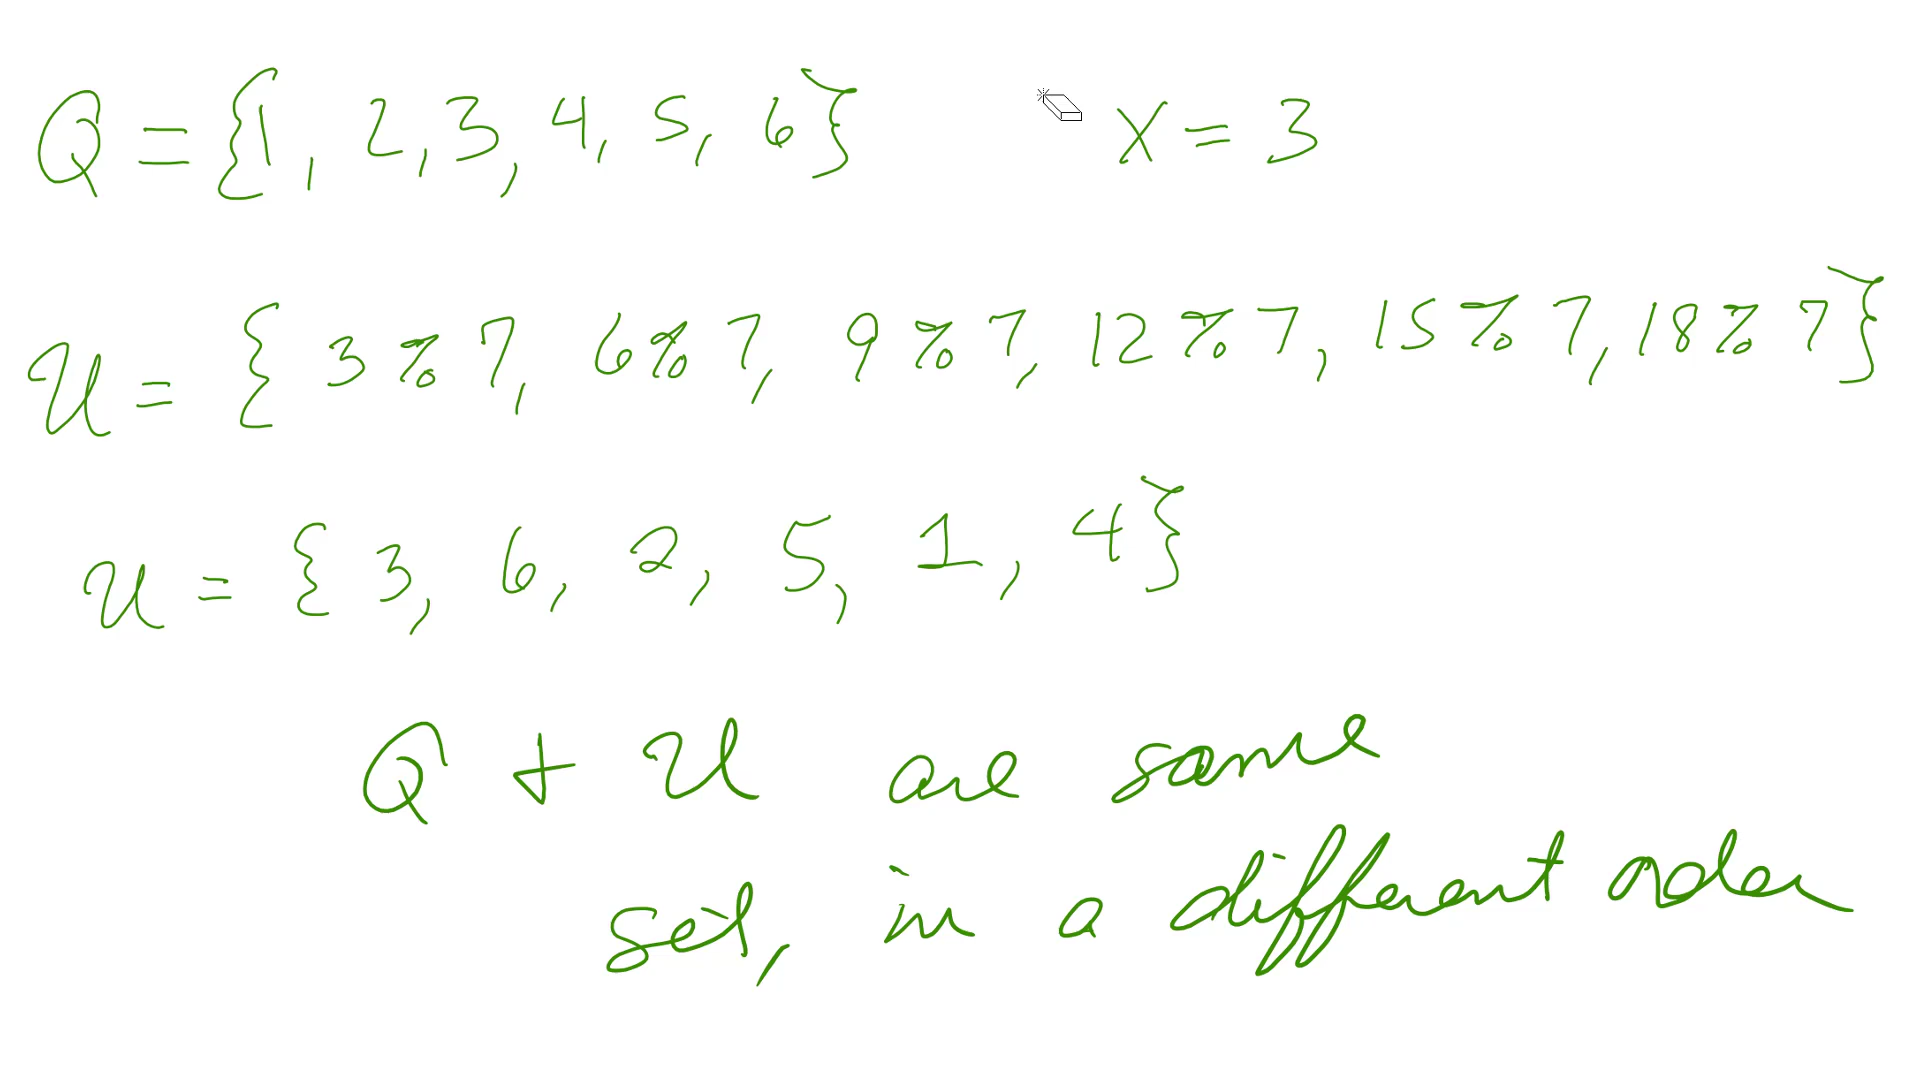 Q = {1, 2, 3, 4, 5, 6} x = 3
U = {3 % 7, 6 % 7, 9 % 7, 12 % 7, 15 % 7, 18 % 7}
U = {3, 6, 2, 5, 1, 4}
Q + U are same
set, in a different order